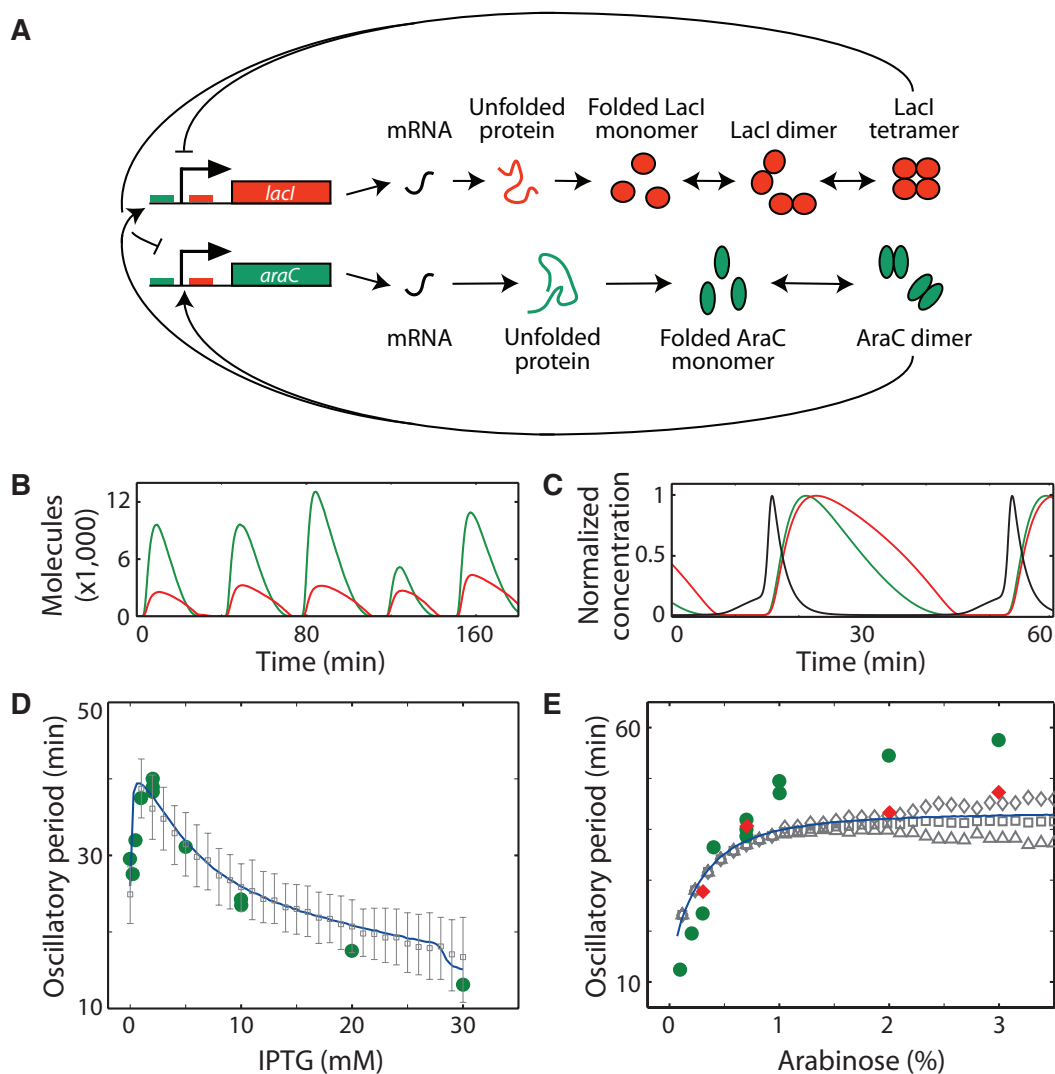 A
Unfolded protein
Folded LacI monomer
LacI tetramer
mRNA
LacI dimer
lacI
araC
mRNA
Unfolded protein
Folded AraC monomer
AraC dimer
B
Molecules (x1,000)
12
6
0
0
80
160
Time (min)
C
Normalized concentration
1
0.5
0
0
30
60
Time (min)
D
Oscillatory period (min)
50
30
10
0
10
20
30
IPTG (mM)
E
Oscillatory period (min)
60
10
0
1
2
3
Arabinose (%)